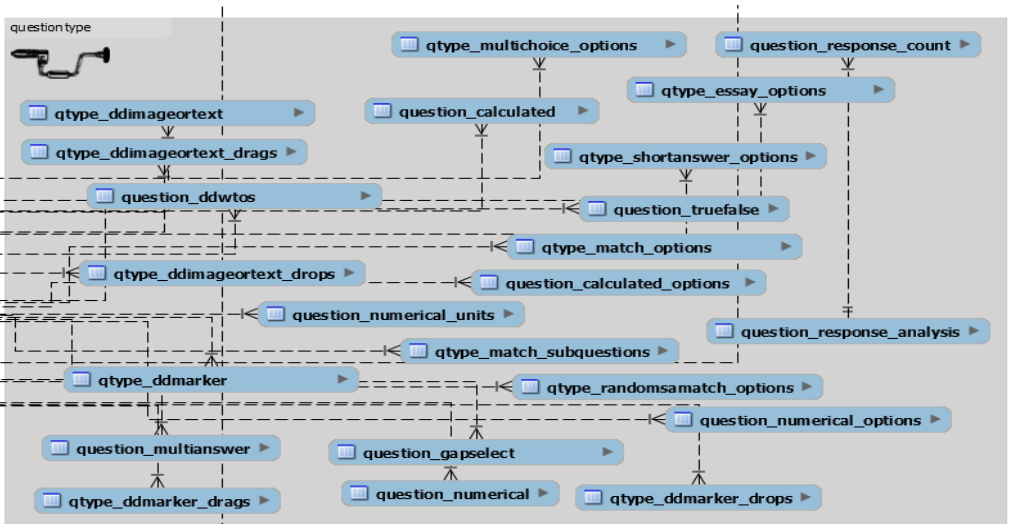 question type
qtype_multichoice_options
question_response_count
qtype_essay_options
qtype_ddimageortext
question_calculated
qtype_ddimageortext_drags
qtype_shortanswer_options
question_ddwtos
question_truefalse
qtype_match_options
qtype_ddimageortext_drops
question_calculated_options
question_numerical_units
question_response_analysis
qtype_match_subquestions
qtype_ddmarker
qtype_randomsamatch_options
question_numerical_options
question_multianswer
question_gapselect
question_numerical
qtype_ddmarker_drags
qtype_ddmarker_drops